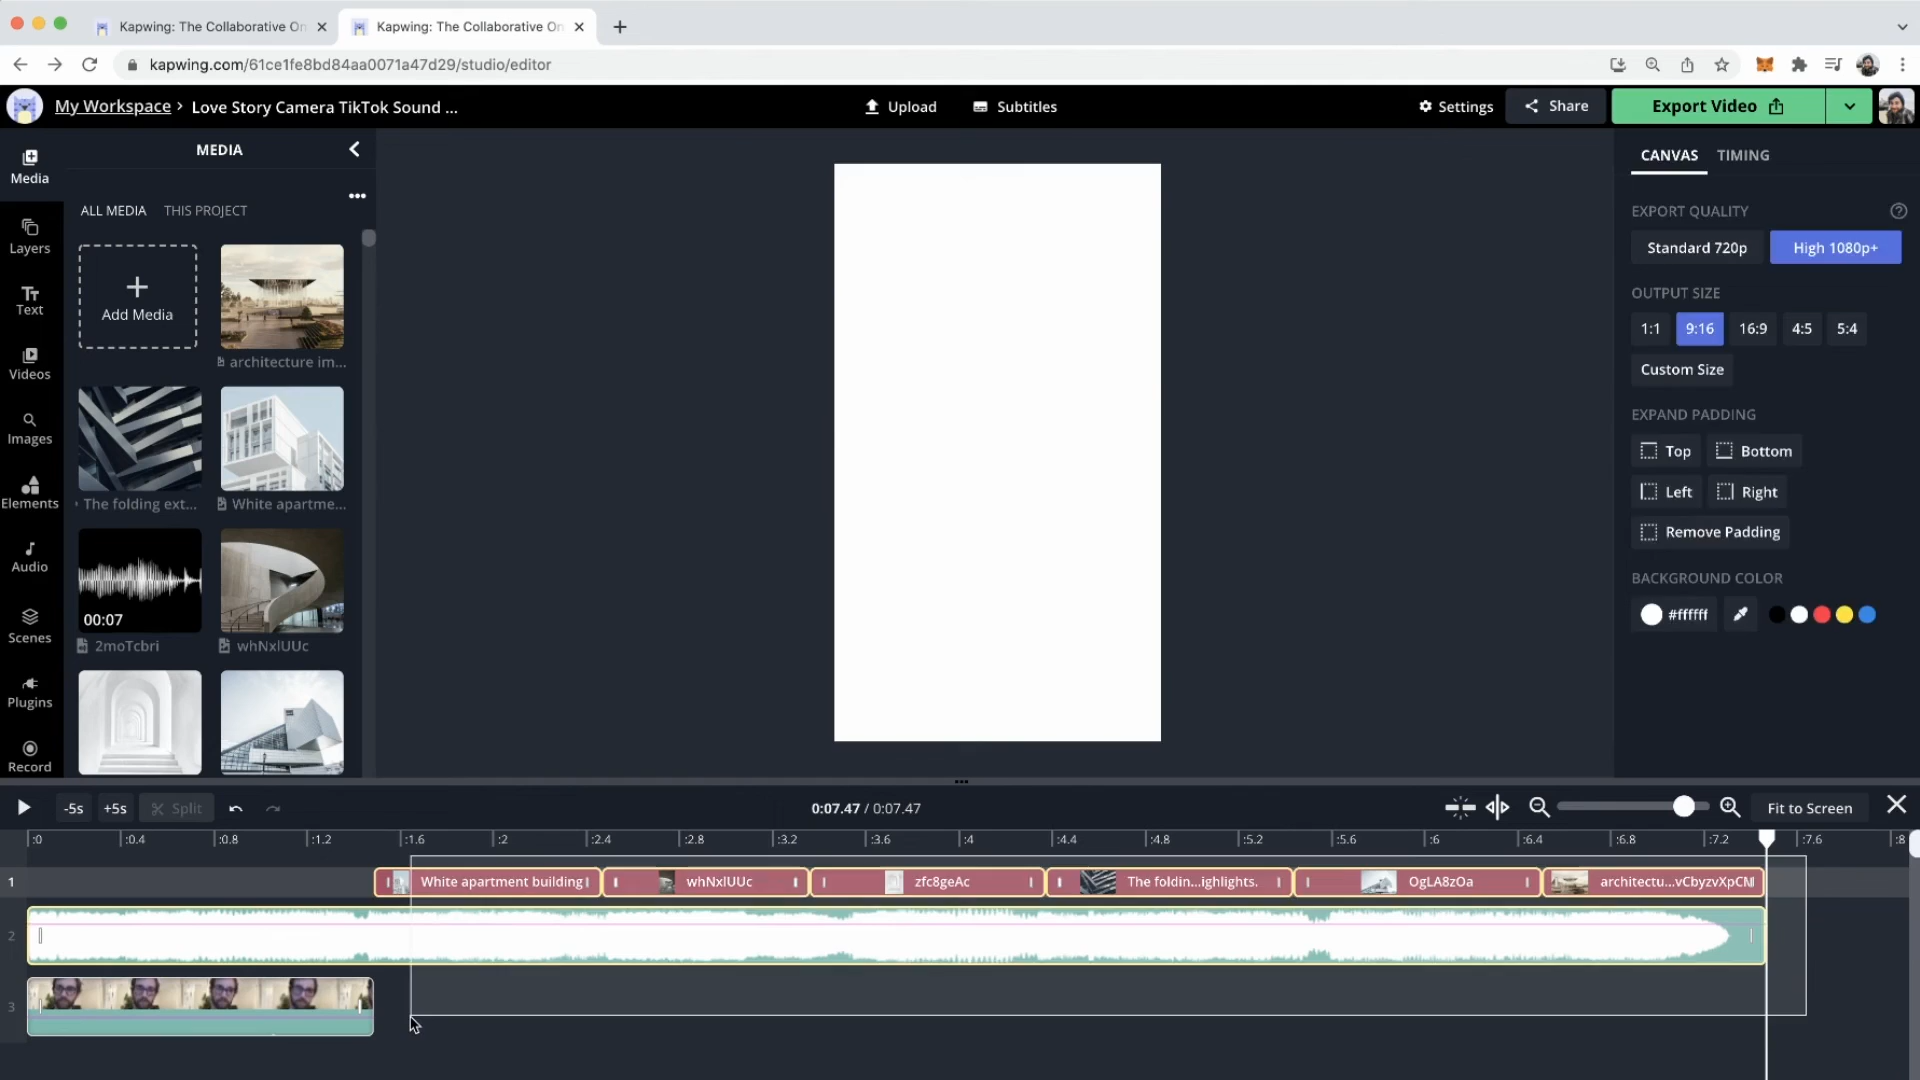 Kapwing: The Collaborative On
Kapwing: The Collaborative On
kapwing.com/61ce1fe8bd84aa0071a47d29/studio/editor
My Workspace › Love Story Camera TikTok Sound ...
Upload
Subtitles
Settings
Share
Export Video
Media
Layers
Text
Videos
Images
Elements
Audio
Scenes
Plugins
Record
MEDIA
ALL MEDIA THIS PROJECT
Add Media
architecture im...
The folding ext...
White apartme...
00:07
2moTcbri
whNxlUUc
CANVAS TIMING
EXPORT QUALITY
Standard 720p High 1080p+
OUTPUT SIZE
1:1 9:16 16:9 4:5 5:4
Custom Size
EXPAND PADDING
Top Bottom
Left Right
Remove Padding
BACKGROUND COLOR
#ffffff
-5s +5s Split
0:07.47 / 0:07.47
Fit to Screen
:0 :0.4 :0.8 :1.2 :1.6 :2 :2.4 :2.8 :3.2 :3.6 :4 :4.4 :4.8 :5.2 :5.6 :6 :6.4 :6.8 :7.2 :7.6 :8
1
White apartment building
whNxlUUc
zfc8geAc
The foldin...ighlights.
OgLA8zOa
architectu...vCbyzvXpCN
2
3